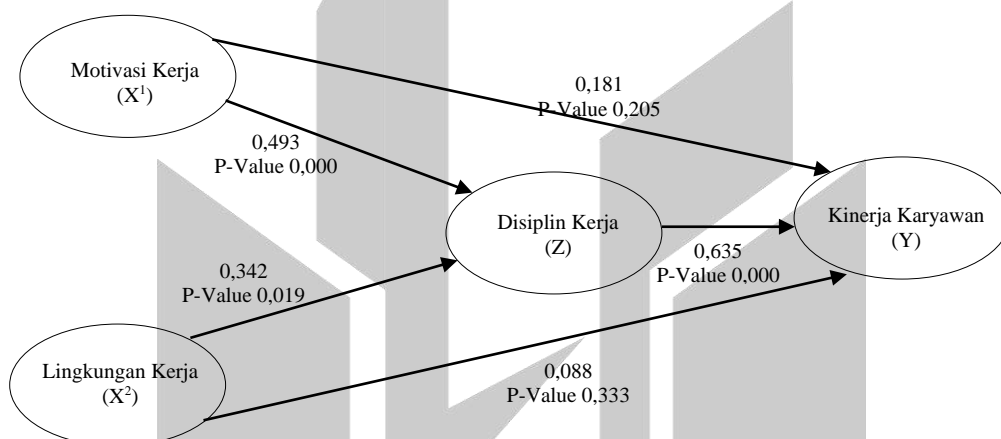 Motivasi Kerja
(X¹)
0,181
P-Value 0,205
0,493
P-Value 0,000
Disiplin Kerja
(Z)
Kinerja Karyawan
(Y)
0,635
P-Value 0,000
0,342
P-Value 0,019
Lingkungan Kerja
(X²)
0,088
P-Value 0,333